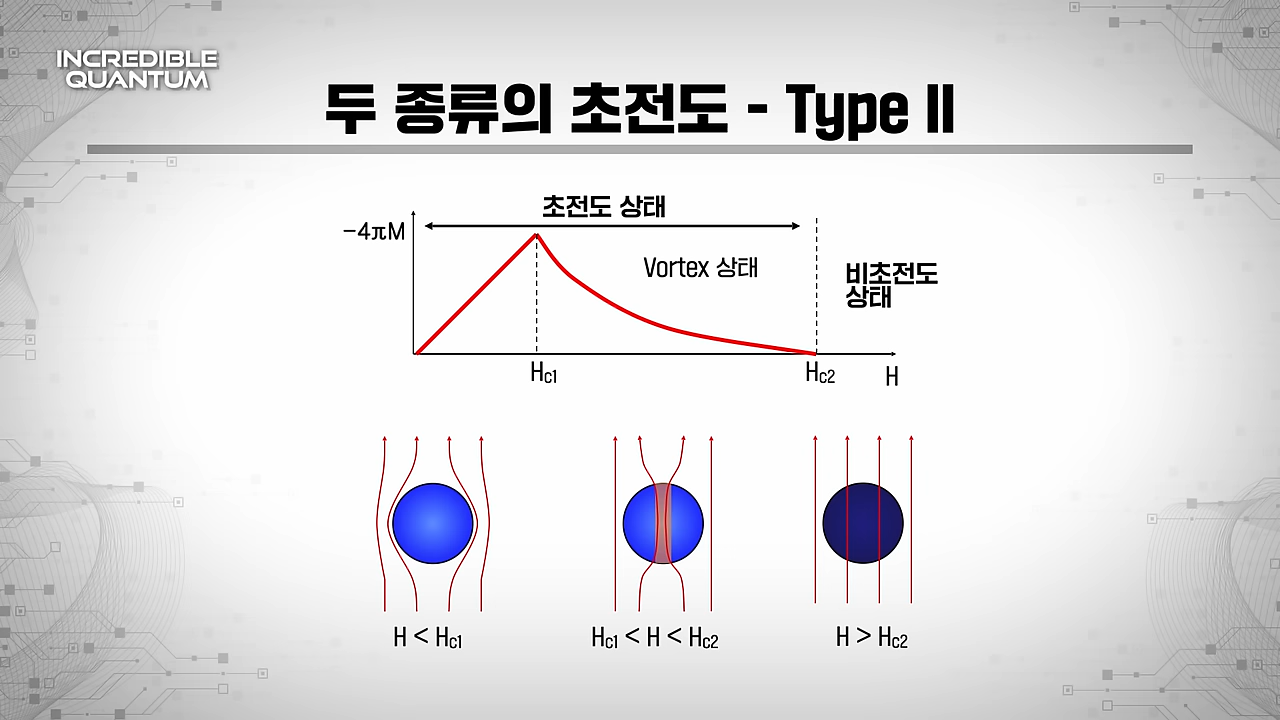 INCREDIBLE
QUANTUM
두 종류의 초전도 - Type II
초전도 상태
-4πM
Vortex 상태
비초전도
상태
Hc1
Hc2
H
H < Hc1
Hc1 < H < Hc2
H > Hc2